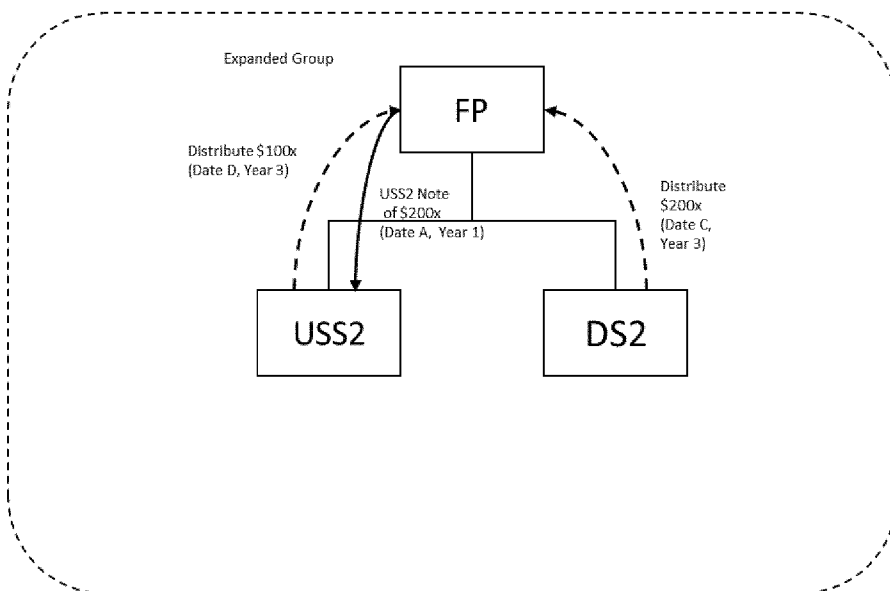 Expanded Group
FP
Distribute $100x
(Date D, Year 3)
USS2 Note
of $200x
(Date A, Year 1)
Distribute
$200x
(Date C,
Year 3)
USS2
DS2